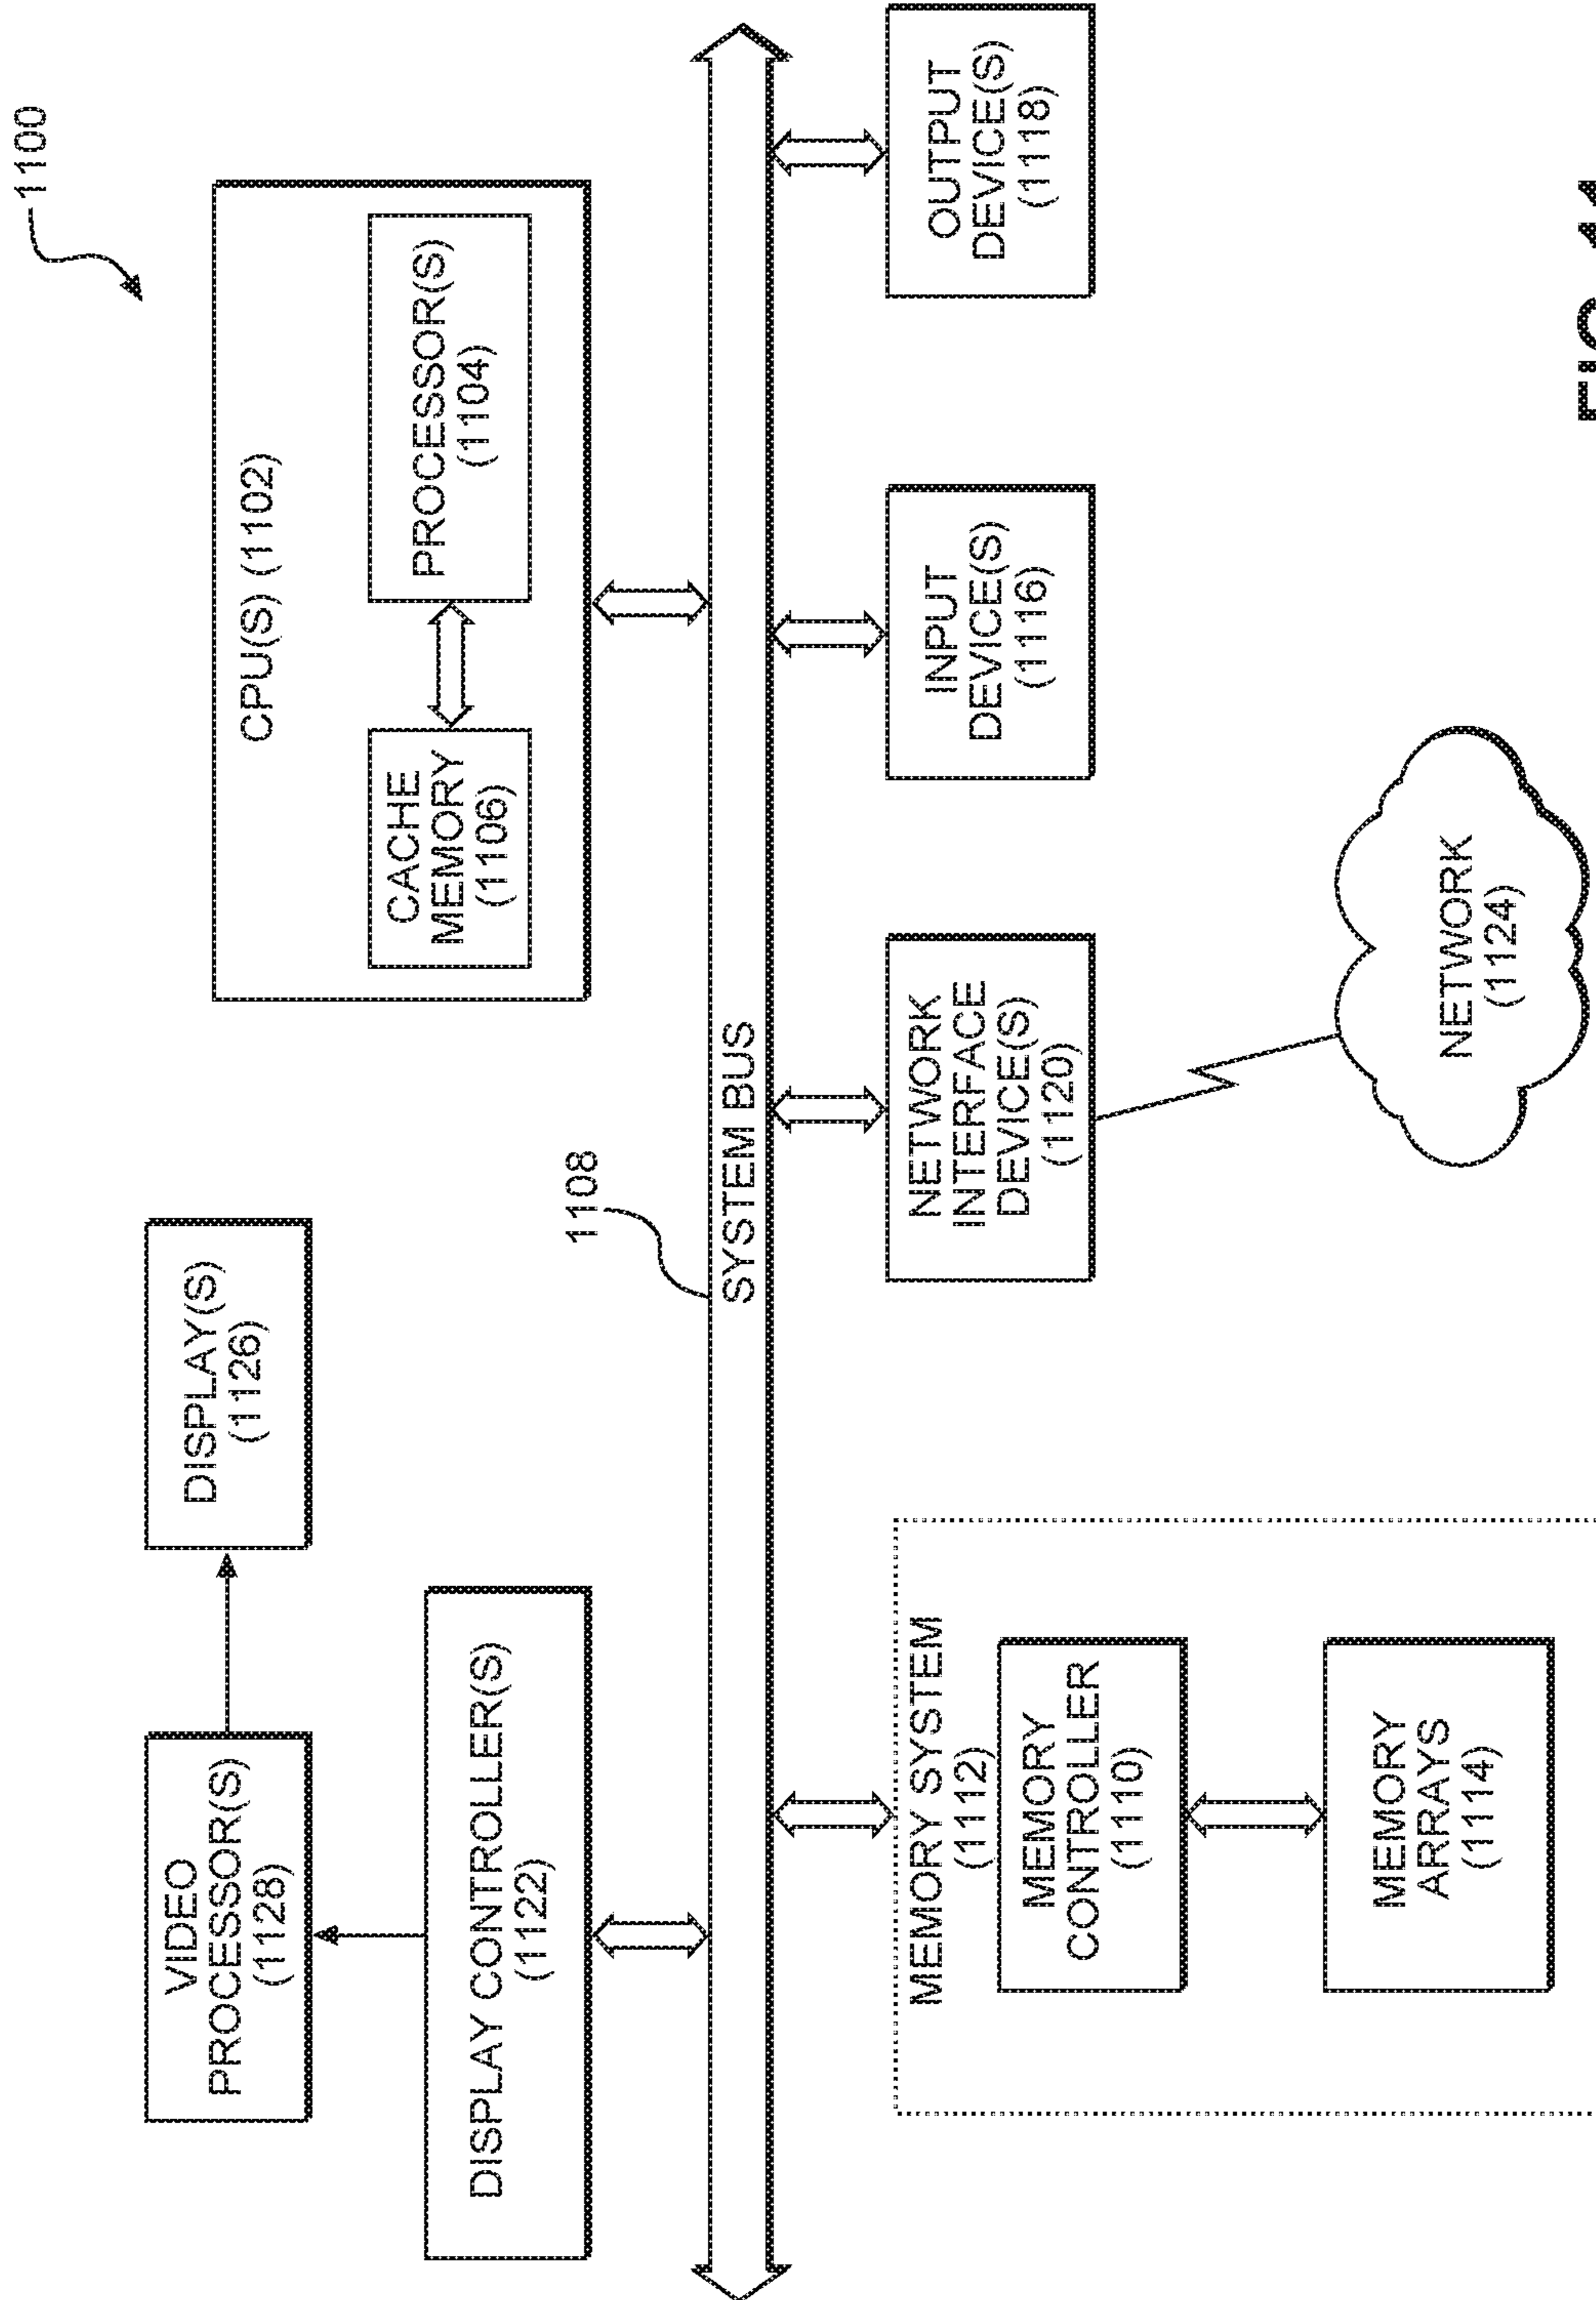 1100
CPU(S) (1102)
CACHE
MEMORY
(1106)
PROCESSOR(S)
(1104)
VIDEO
PROCESSOR(S)
(1128)
DISPLAY(S)
(1126)
DISPLAY CONTROLLER(S)
(1122)
1108
SYSTEM BUS
MEMORY SYSTEM
(1112)
MEMORY
CONTROLLER
(1110)
MEMORY
ARRAYS
(1114)
NETWORK
INTERFACE
DEVICE(S)
(1120)
INPUT
DEVICE(S)
(1116)
OUTPUT
DEVICE(S)
(1118)
NETWORK
(1124)